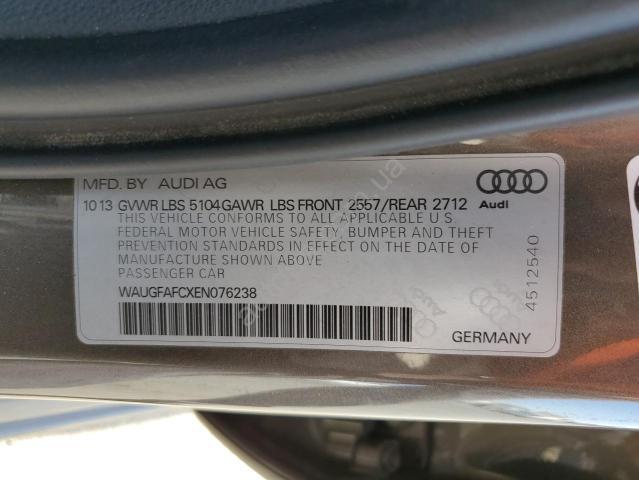 MFD. BY AUDI AG
10 13 GVWR LBS 5104 GAWR LBS FRONT 2557/REAR 2712
Audi
THIS VEHICLE CONFORMS TO ALL APPLICABLE U.S.
FEDERAL MOTOR VEHICLE SAFETY, BUMPER AND THEFT
PREVENTION STANDARDS IN EFFECT ON THE DATE OF
MANUFACTURE SHOWN ABOVE
PASSENGER CAR
WAUGFAFCXEN076238
4512540
GERMANY